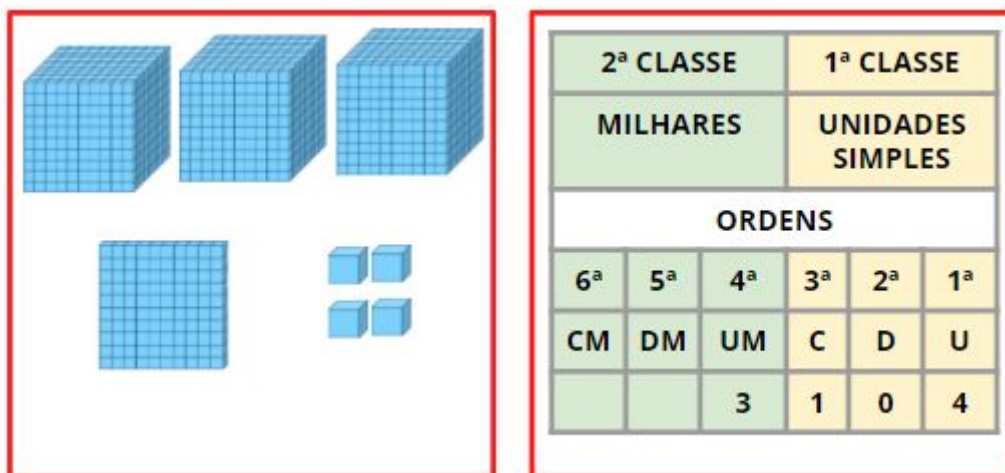 2ª CLASSE 1ª CLASSE
MILHARES UNIDADES SIMPLES
ORDENS
6ª 5ª 4ª 3ª 2ª 1ª
CM DM UM C D U
3 1 0 4